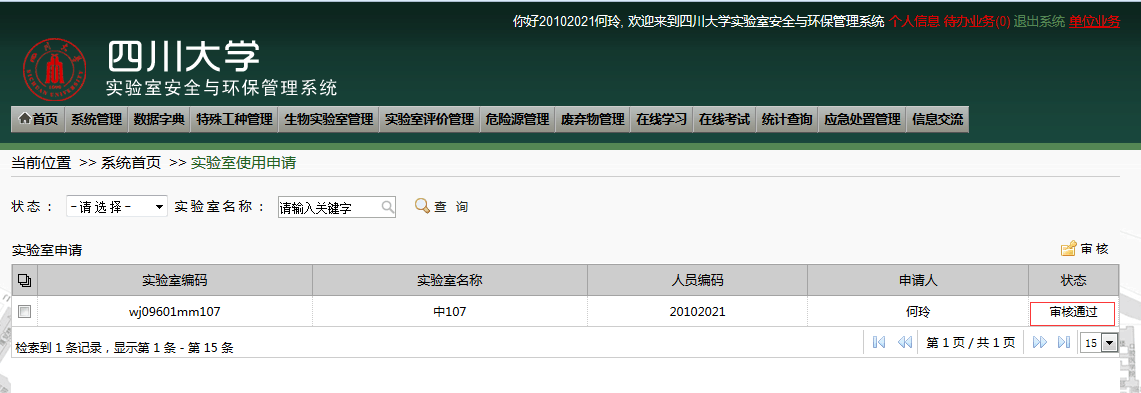 你好20102021何玲, 欢迎来到四川大学实验室安全与环保管理系统 个人信息 待办业务(0) 退出系统 单位业务
四川大学
实验室安全与环保管理系统
首页 系统管理 数据字典 特殊工种管理 生物实验室管理 实验室评价管理 危险源管理 废弃物管理 在线学习 在线考试 统计查询 应急处置管理 信息交流
当前位置 >> 系统首页 >> 实验室使用申请
状态： -请选择- 实验室名称： 请输入关键字 查 询
实验室申请 审 核
实验室编码 实验室名称 人员编码 申请人 状态
wj09601mm107 中107 20102021 何玲 审核通过
检索到 1 条记录，显示第 1 条 - 第 15 条 第 1 页 / 共 1 页 15